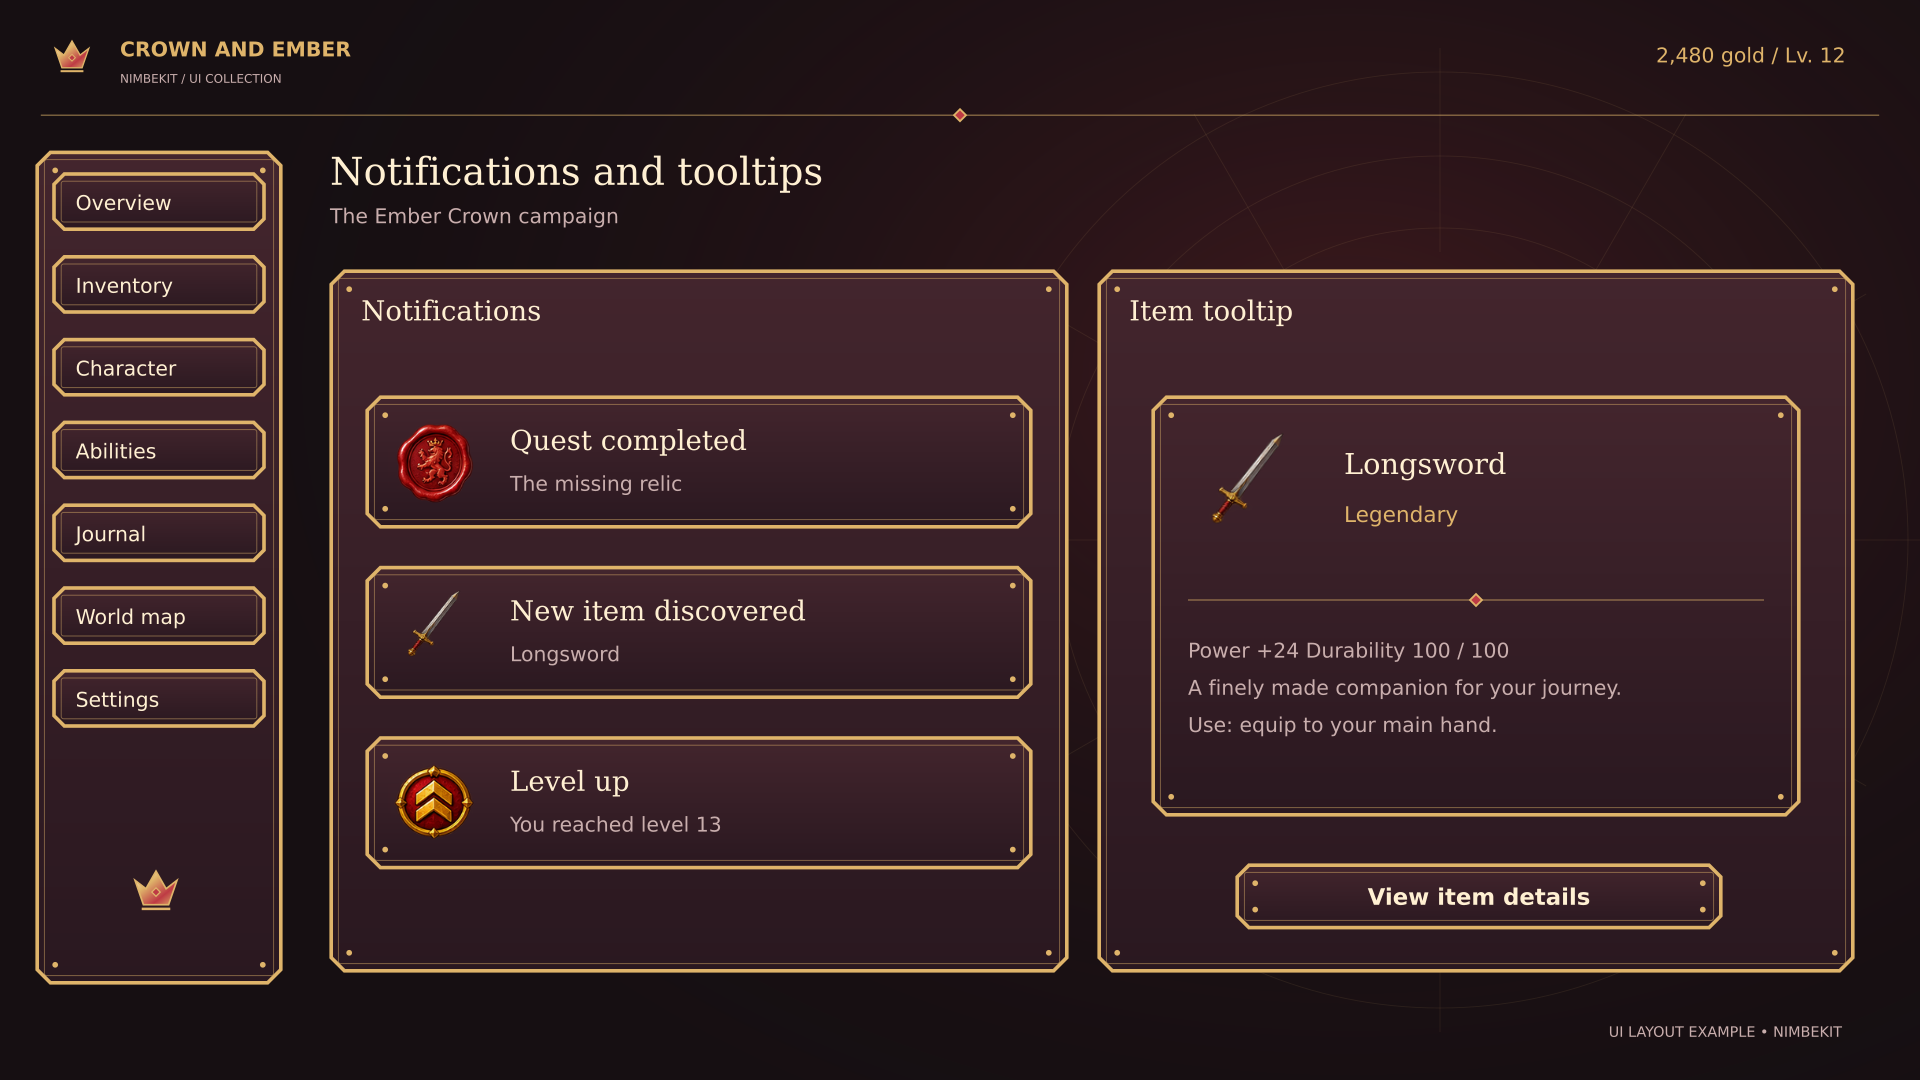 CROWN AND EMBER
NIMBEKIT / UI COLLECTION
2,480 gold / Lv. 12
Overview
Inventory
Character
Abilities
Journal
World map
Settings
Notifications and tooltips
The Ember Crown campaign
Notifications
Quest completed
The missing relic
New item discovered
Longsword
Level up
You reached level 13
Item tooltip
Longsword
Legendary
Power +24 Durability 100 / 100
A finely made companion for your journey.
Use: equip to your main hand.
View item details
UI LAYOUT EXAMPLE • NIMBEKIT